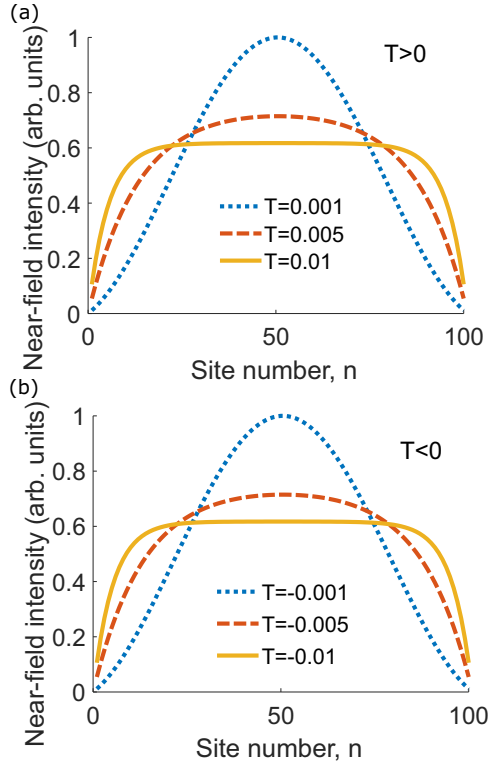 (a)
T>0
Near-field intensity (arb. units)
1
0.8
0.6
0.4
0.2
0
T=0.001
T=0.005
T=0.01
0
50
100
Site number, n
(b)
T<0
Near-field intensity (arb. units)
1
0.8
0.6
0.4
0.2
0
T=-0.001
T=-0.005
T=-0.01
0
50
100
Site number, n